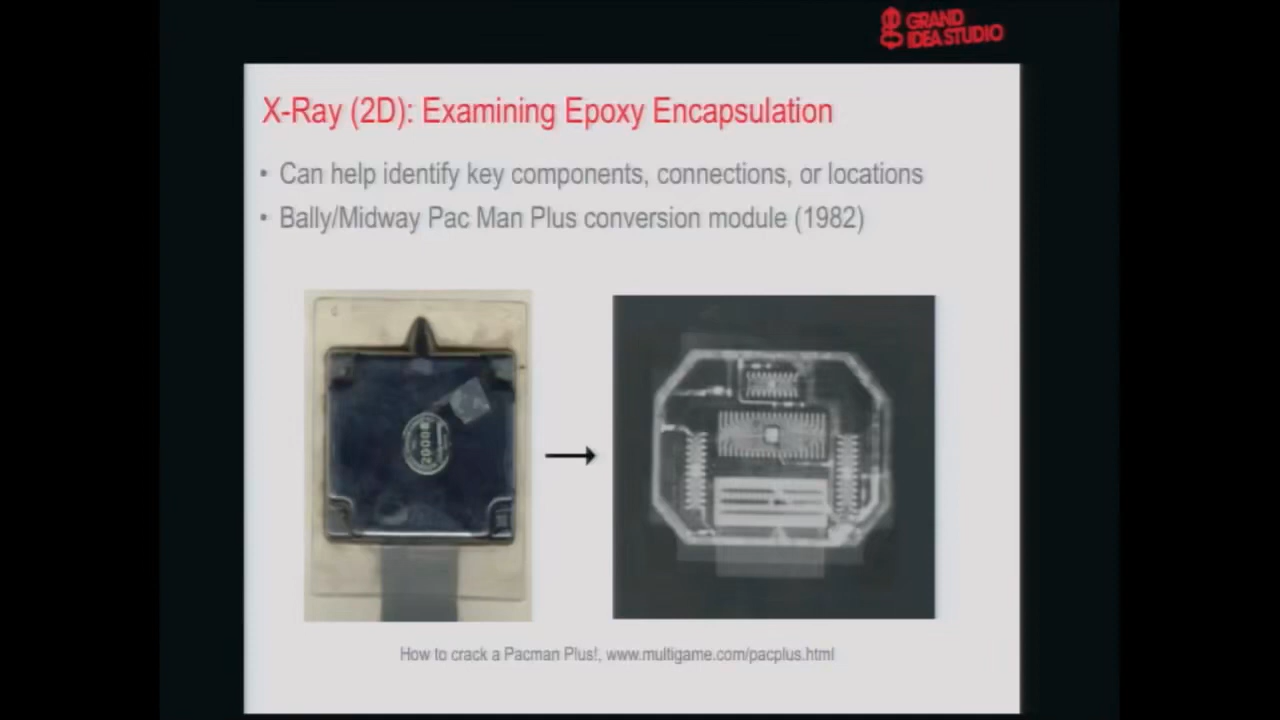 GRAND
IDEA STUDIO
X-Ray (2D): Examining Epoxy Encapsulation
• Can help identify key components, connections, or locations
• Bally/Midway Pac Man Plus conversion module (1982)
How to crack a Pacman Plus!, www.multigame.com/pacplus.html